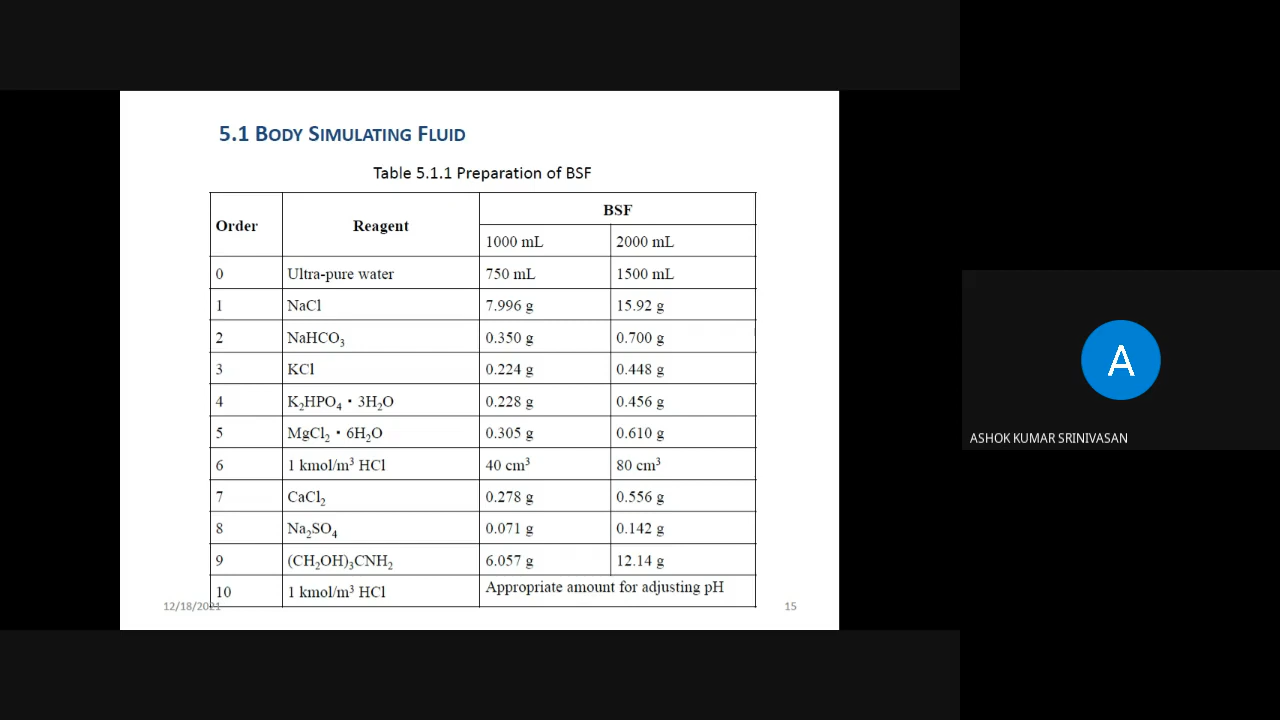 5.1 BODY SIMULATING FLUID
Table 5.1.1 Preparation of BSF
Order Reagent BSF
1000 mL 2000 mL
0 Ultra-pure water 750 mL 1500 mL
1 NaCl 7.996 g 15.92 g
2 NaHCO₃ 0.350 g 0.700 g
3 KCl 0.224 g 0.448 g
4 K₂HPO₄・3H₂O 0.228 g 0.456 g
5 MgCl₂・6H₂O 0.305 g 0.610 g
6 1 kmol/m³ HCl 40 cm³ 80 cm³
7 CaCl₂ 0.278 g 0.556 g
8 Na₂SO₄ 0.071 g 0.142 g
9 (CH₂OH)₃CNH₂ 6.057 g 12.14 g
10 1 kmol/m³ HCl Appropriate amount for adjusting pH
12/18/2021 15
A
ASHOK KUMAR SRINIVASAN